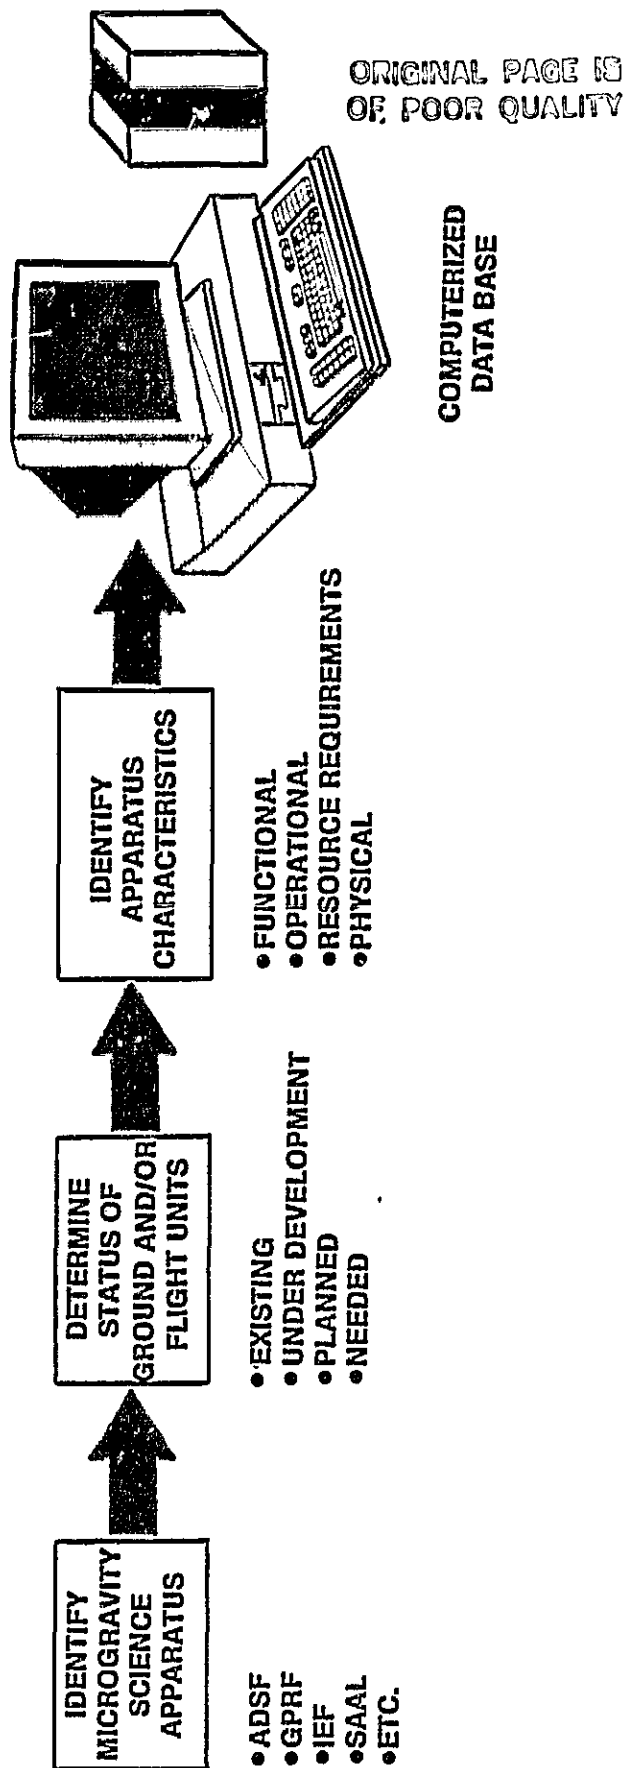 IDENTIFY
MICROGRAVITY
SCIENCE
APPARATUS
•ADSF
•GPRF
•IEF
•SAAL
•ETC.
DETERMINE
STATUS OF
GROUND AND/OR
FLIGHT UNITS
•EXISTING
•UNDER DEVELOPMENT
•PLANNED
•NEEDED
IDENTIFY
APPARATUS
CHARACTERISTICS
•FUNCTIONAL
•OPERATIONAL
•RESOURCE REQUIREMENTS
•PHYSICAL
COMPUTERIZED
DATA BASE
ORIGINAL PAGE IS
OF POOR QUALITY